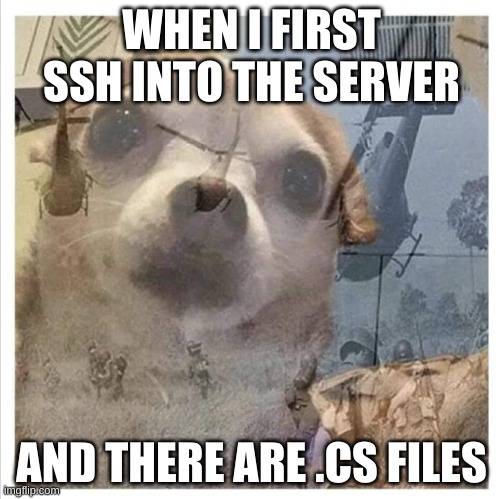 WHEN I FIRST
SSH INTO THE SERVER
AND THERE ARE .CS FILES
imgflip.com